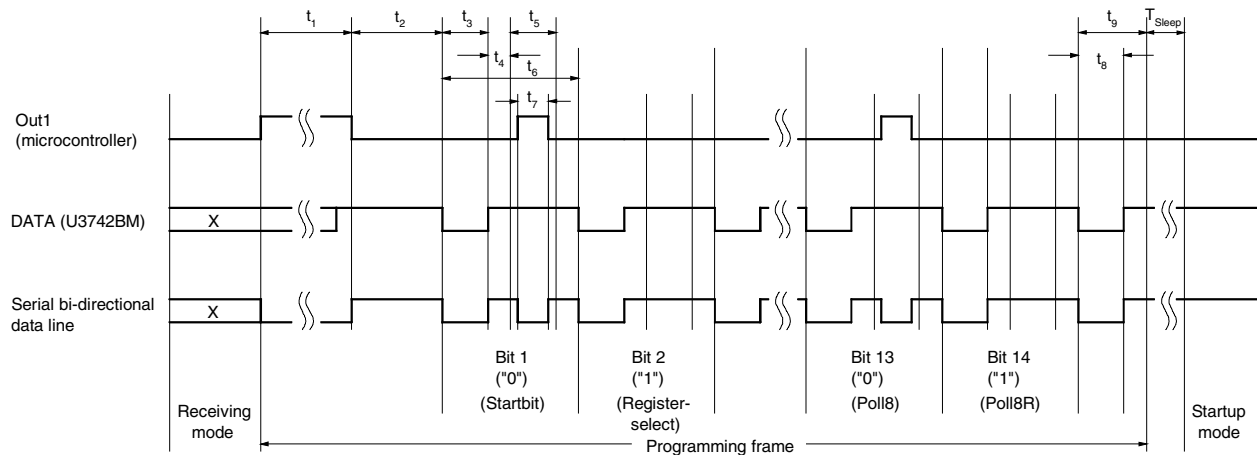 t1 t2 t3 t5 t9 TSleep
t4 t6 t8
t7
Out1
(microcontroller)
DATA (U3742BM)
X
Serial bi-directional
data line
X
Bit 1
("0")
(Startbit)
Bit 2
("1")
(Register-
select)
Bit 13
("0")
(Poll8)
Bit 14
("1")
(Poll8R)
Receiving
mode
Startup
mode
Programming frame